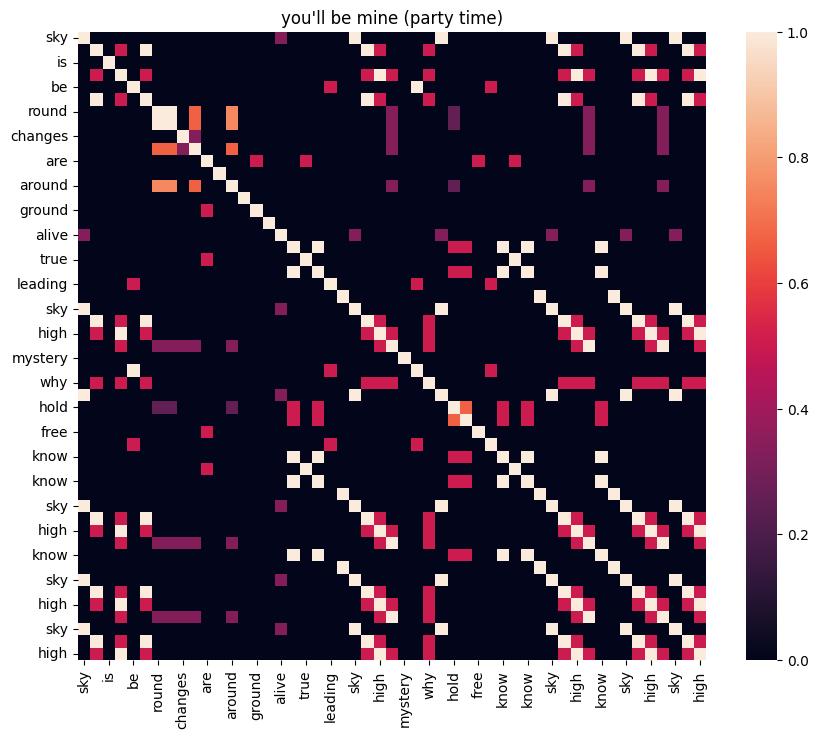 you'll be mine (party time)
sky
is
be
round
changes
are
around
ground
alive
true
leading
sky
high
mystery
why
hold
free
know
know
sky
high
know
sky
high
sky
high
1.0
0.8
0.6
0.4
0.2
0.0
sky
is
be
round
changes
are
around
ground
alive
true
leading
sky
high
mystery
why
hold
free
know
know
sky
high
know
sky
high
sky
high